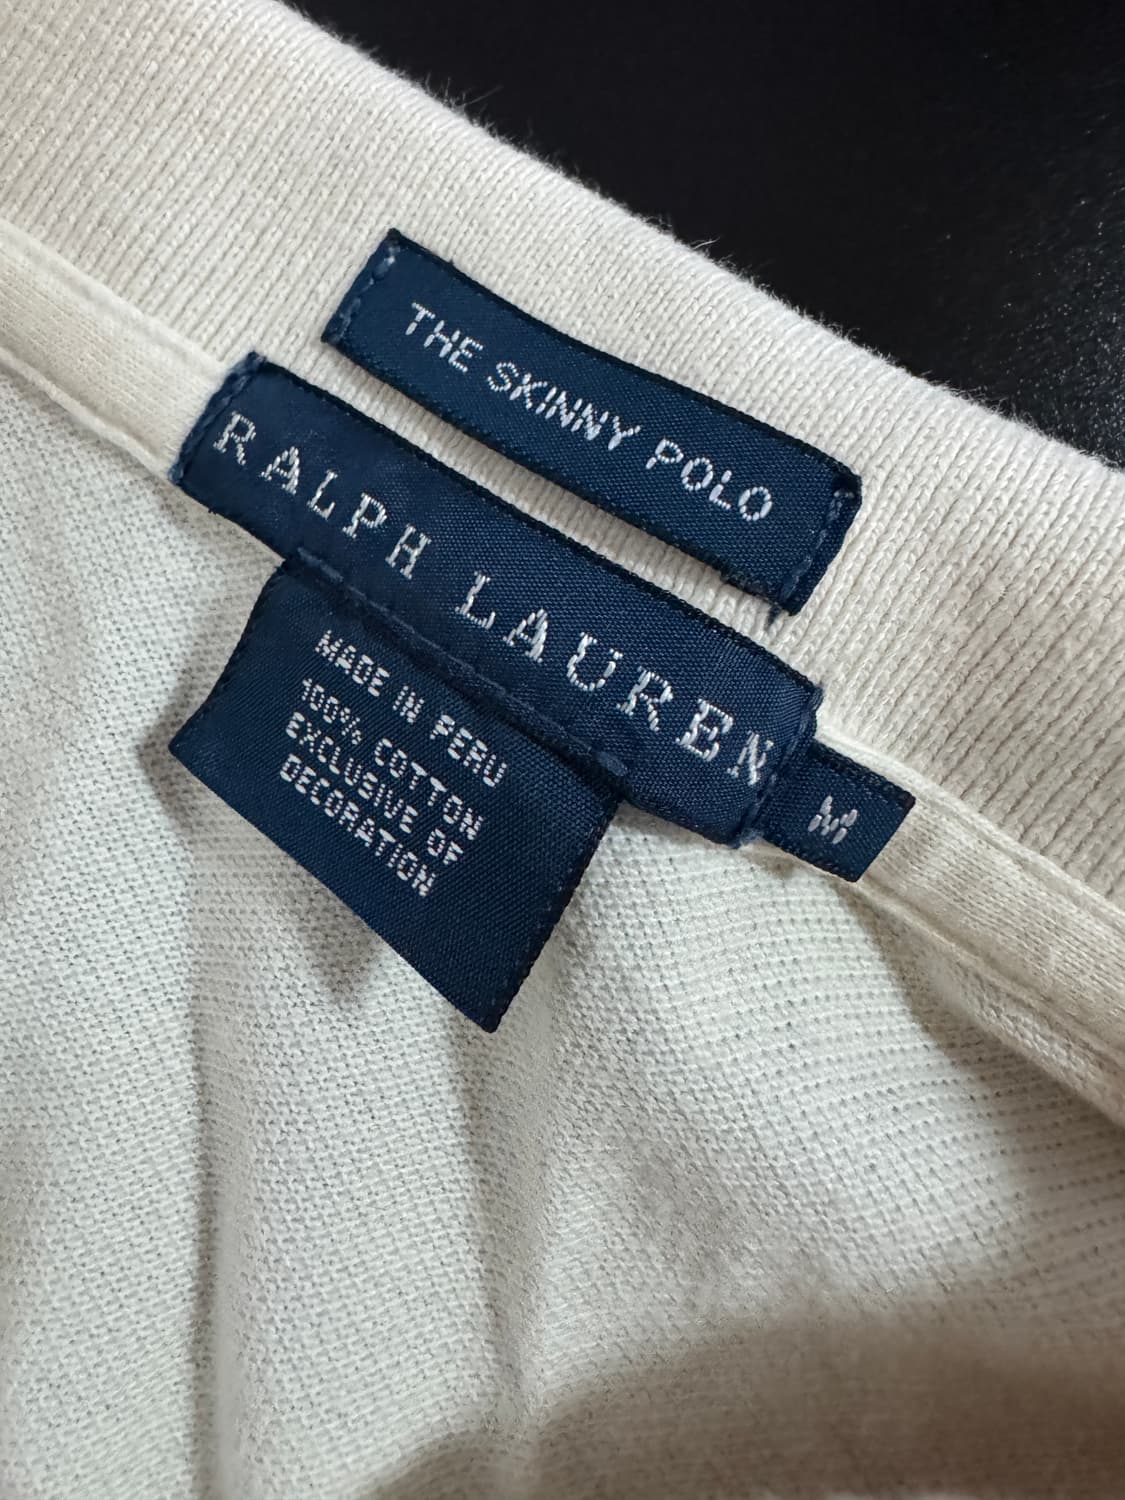 THE SKINNY POLO
RALPH LAUREN
M
MADE IN PERU
100% COTTON
EXCLUSIVE OF
DECORATION